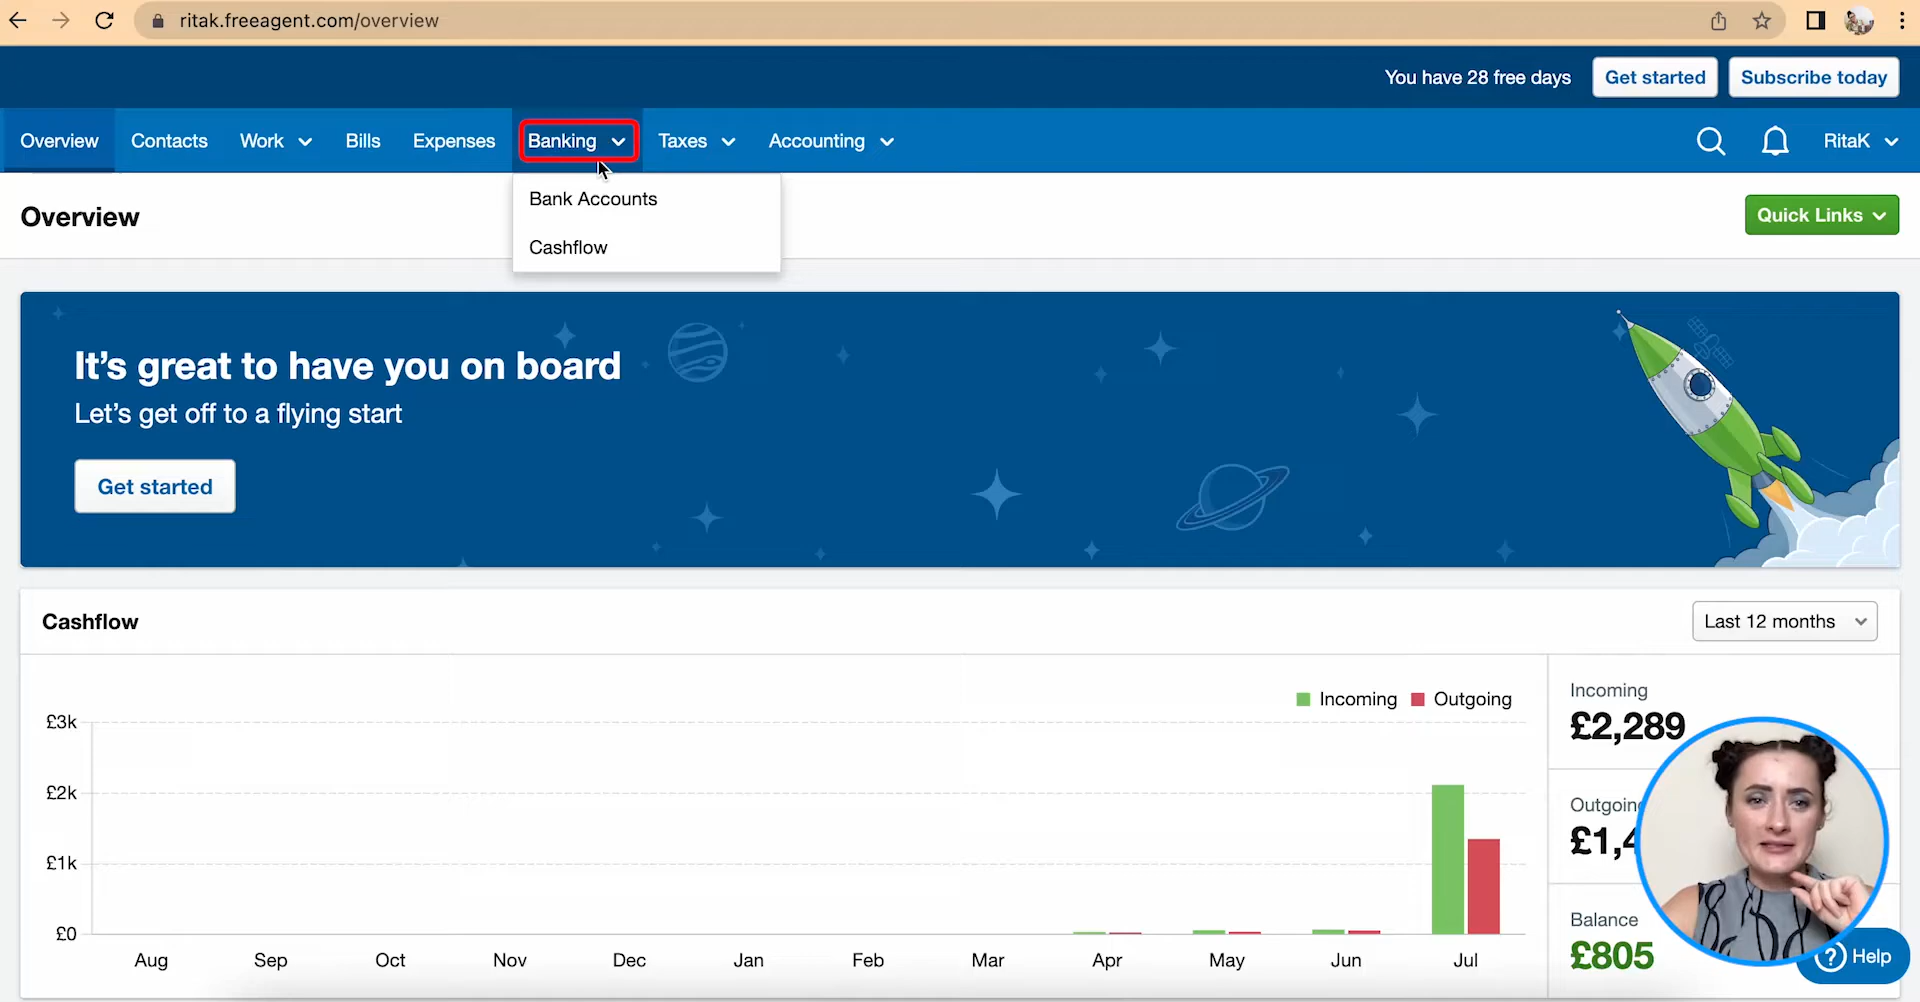 ritak.freeagent.com/overview
You have 28 free days
Get started
Subscribe today
Overview
Contacts
Work
Bills
Expenses
Banking
Taxes
Accounting
RitaK
Bank Accounts
Cashflow
Overview
Quick Links
It’s great to have you on board
Let’s get off to a flying start
Get started
Cashflow
Last 12 months
Incoming
Outgoing
£3k
£2k
£1k
£0
Aug
Sep
Oct
Nov
Dec
Jan
Feb
Mar
Apr
May
Jun
Jul
Incoming
£2,289
Balance
£805
? Help